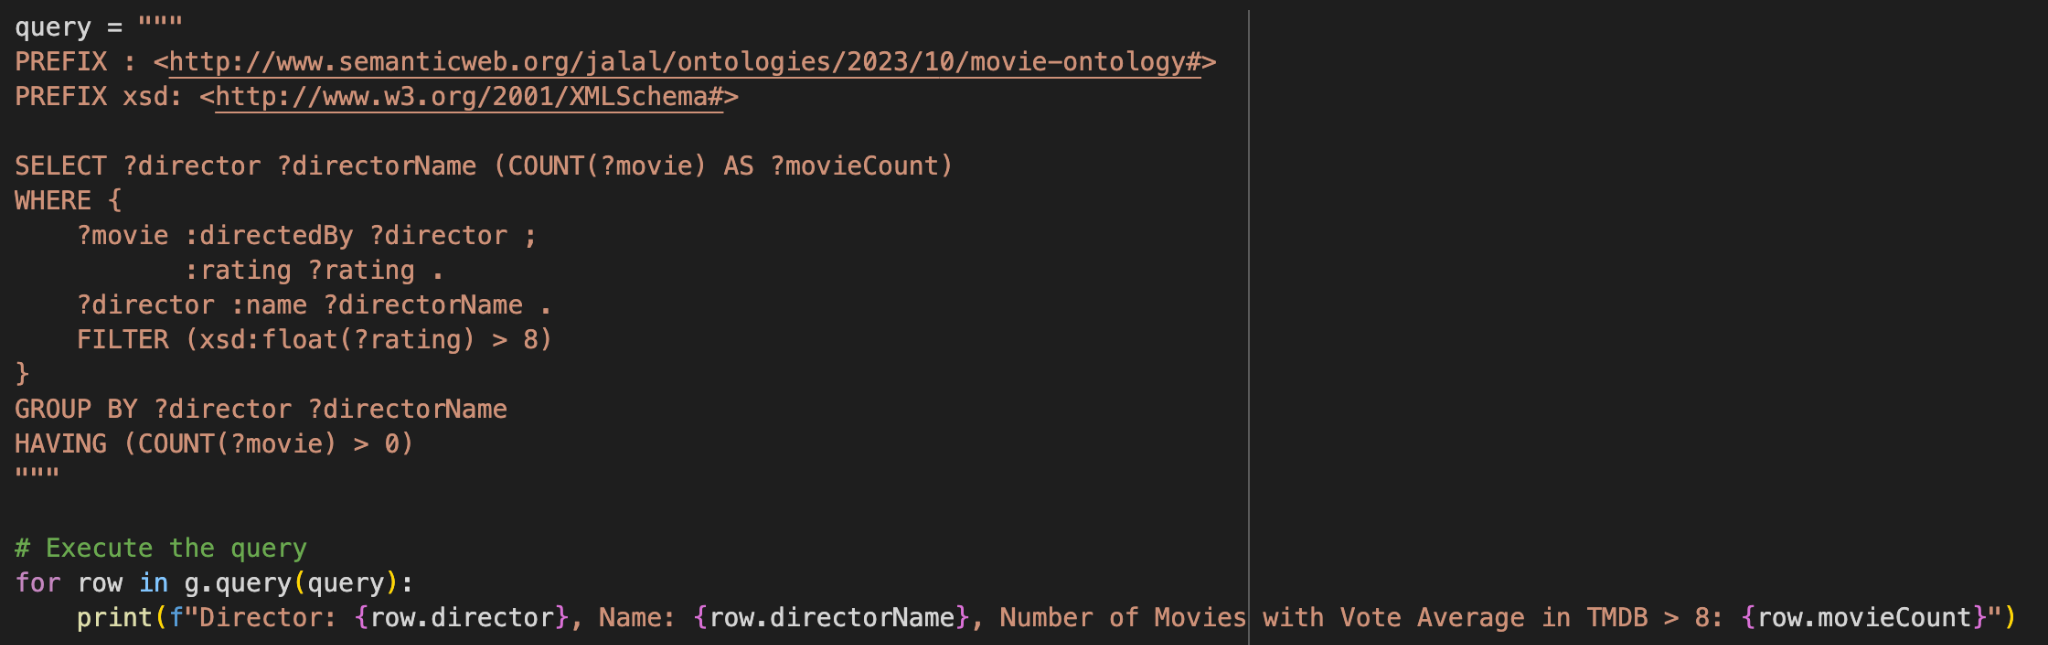 query = """
PREFIX : <http://www.semanticweb.org/jalal/ontologies/2023/10/movie-ontology#>
PREFIX xsd: <http://www.w3.org/2001/XMLSchema#>

SELECT ?director ?directorName (COUNT(?movie) AS ?movieCount)
WHERE {
    ?movie :directedBy ?director ;
           :rating ?rating .
    ?director :name ?directorName .
    FILTER (xsd:float(?rating) > 8)
}
GROUP BY ?director ?directorName
HAVING (COUNT(?movie) > 0)
"""

# Execute the query
for row in g.query(query):
    print(f"Director: {row.director}, Name: {row.directorName}, Number of Movies with Vote Average in TMDB > 8: {row.movieCount}")